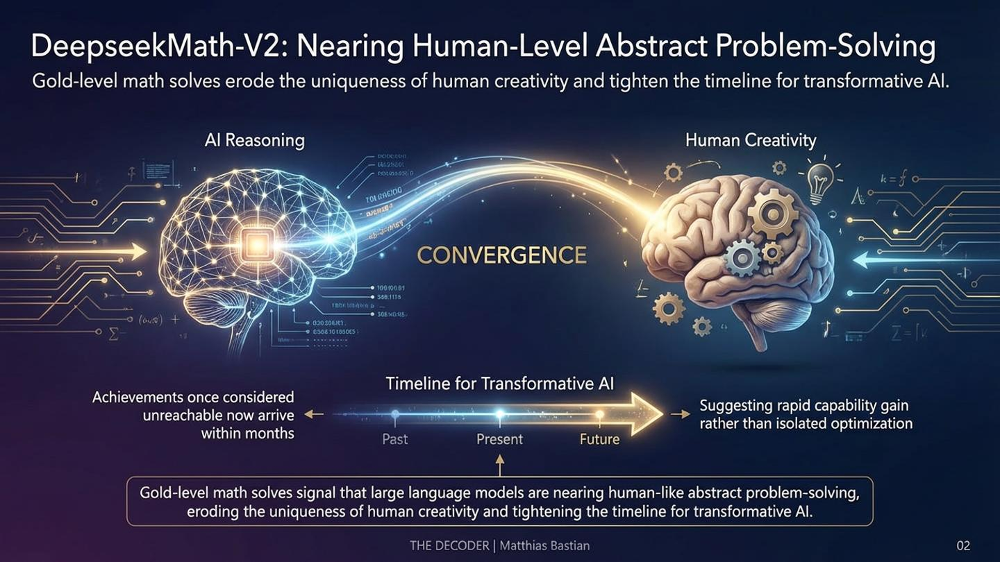 DeepseekMath-V2: Nearing Human-Level Abstract Problem-Solving
Gold-level math solves erode the uniqueness of human creativity and tighten the timeline for transformative AI.
AI Reasoning
Human Creativity
CONVERGENCE
Timeline for Transformative AI
Achievements once considered
unreachable now arrive
within months
Past
Present
Future
Suggesting rapid capability gain
rather than isolated optimization
Gold-level math solves signal that large language models are nearing human-like abstract problem-solving,
eroding the uniqueness of human creativity and tightening the timeline for transformative AI.
THE DECODER | Matthias Bastian
02